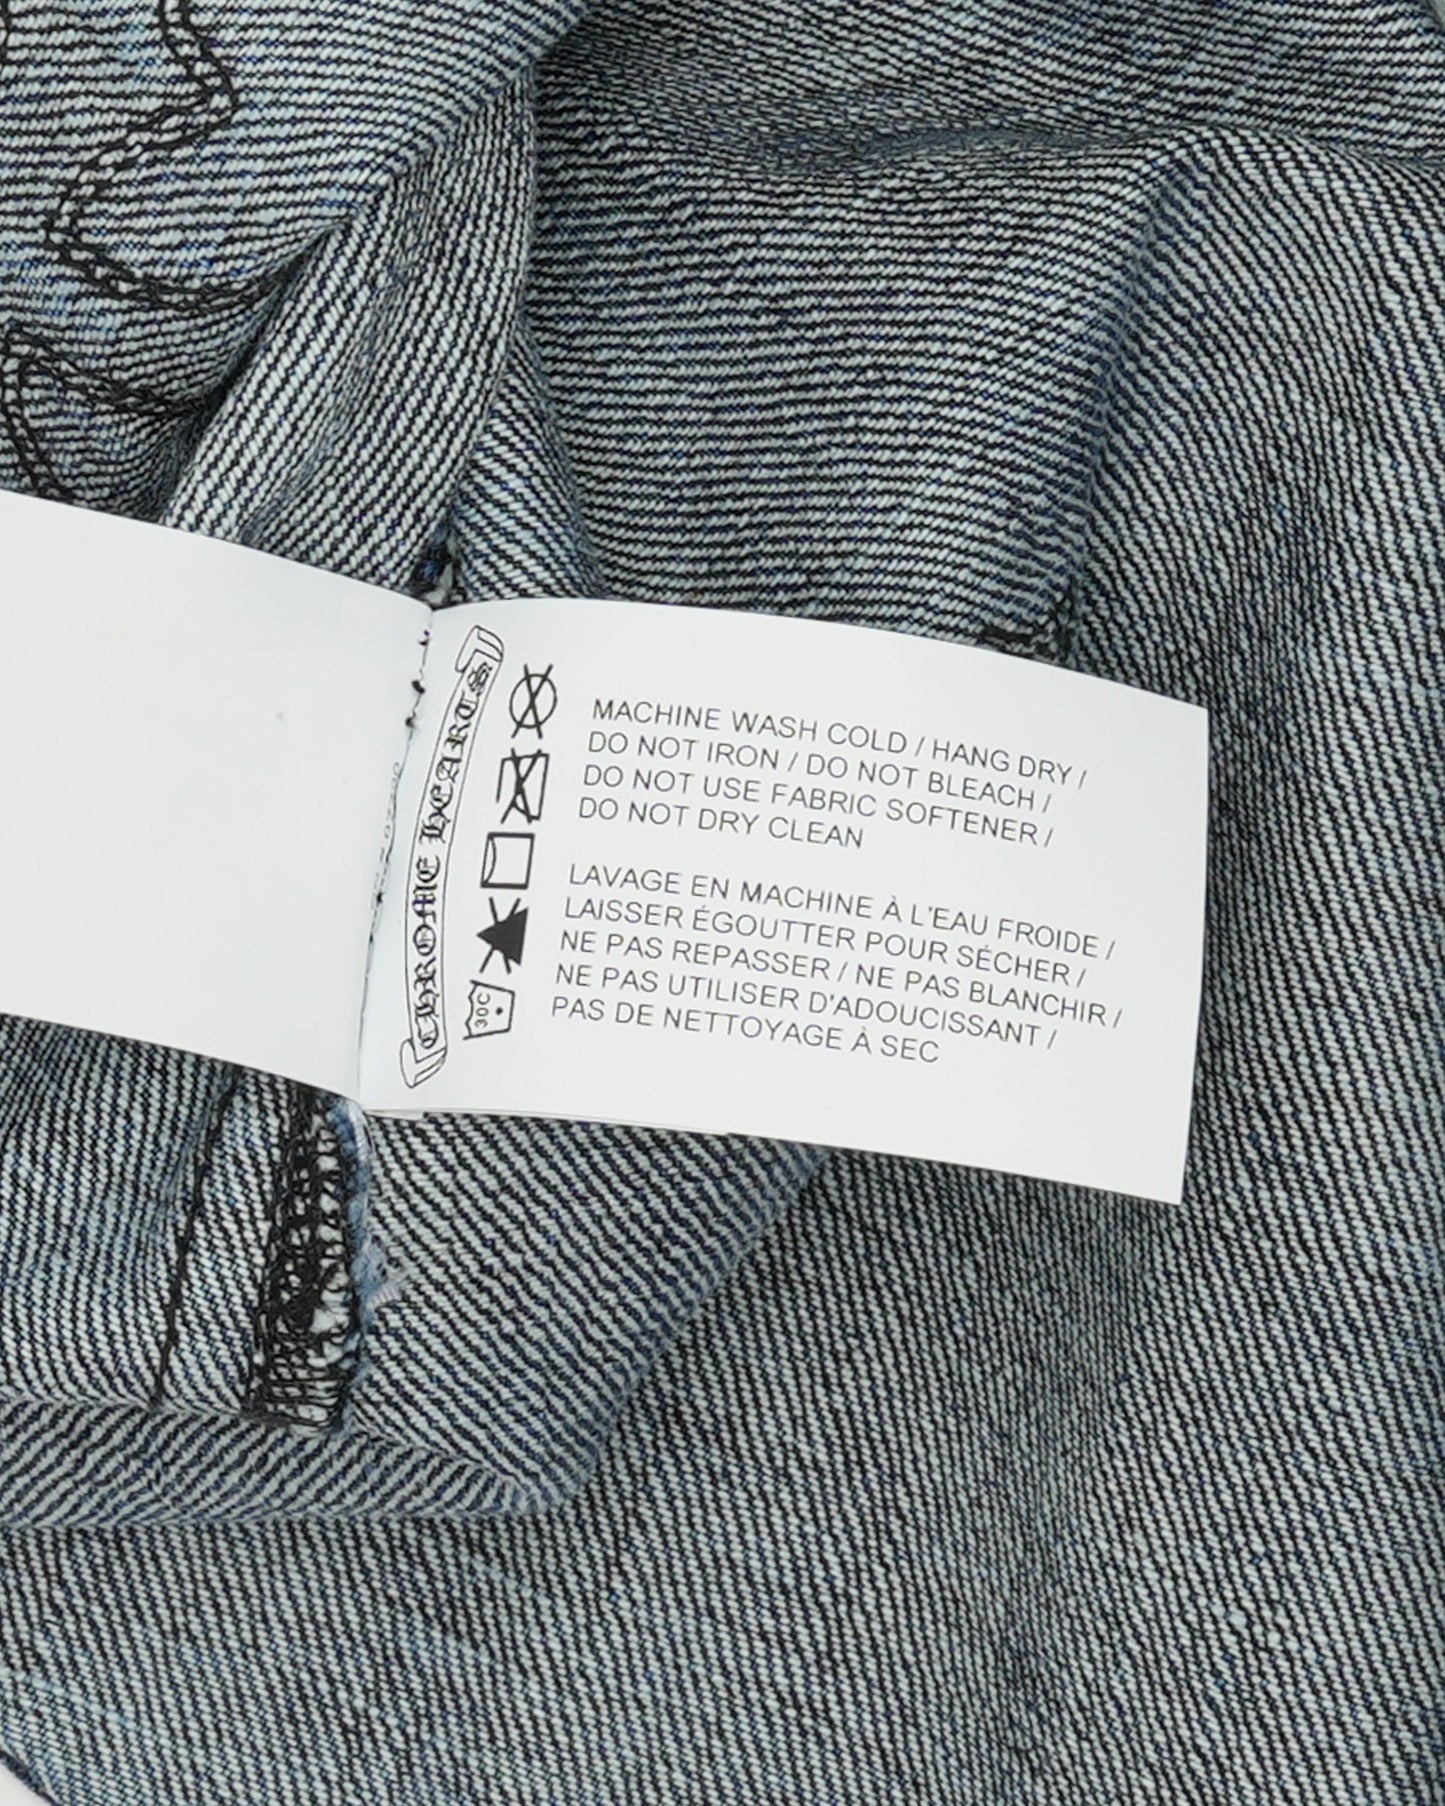 CHROME HEARTS
MACHINE WASH COLD / HANG DRY /
DO NOT IRON / DO NOT BLEACH /
DO NOT USE FABRIC SOFTENER /
DO NOT DRY CLEAN
LAVAGE EN MACHINE À L'EAU FROIDE /
LAISSER ÉGOUTTER POUR SÉCHER /
NE PAS REPASSER / NE PAS BLANCHIR /
NE PAS UTILISER D'ADOUCISSANT /
PAS DE NETTOYAGE À SEC
30C